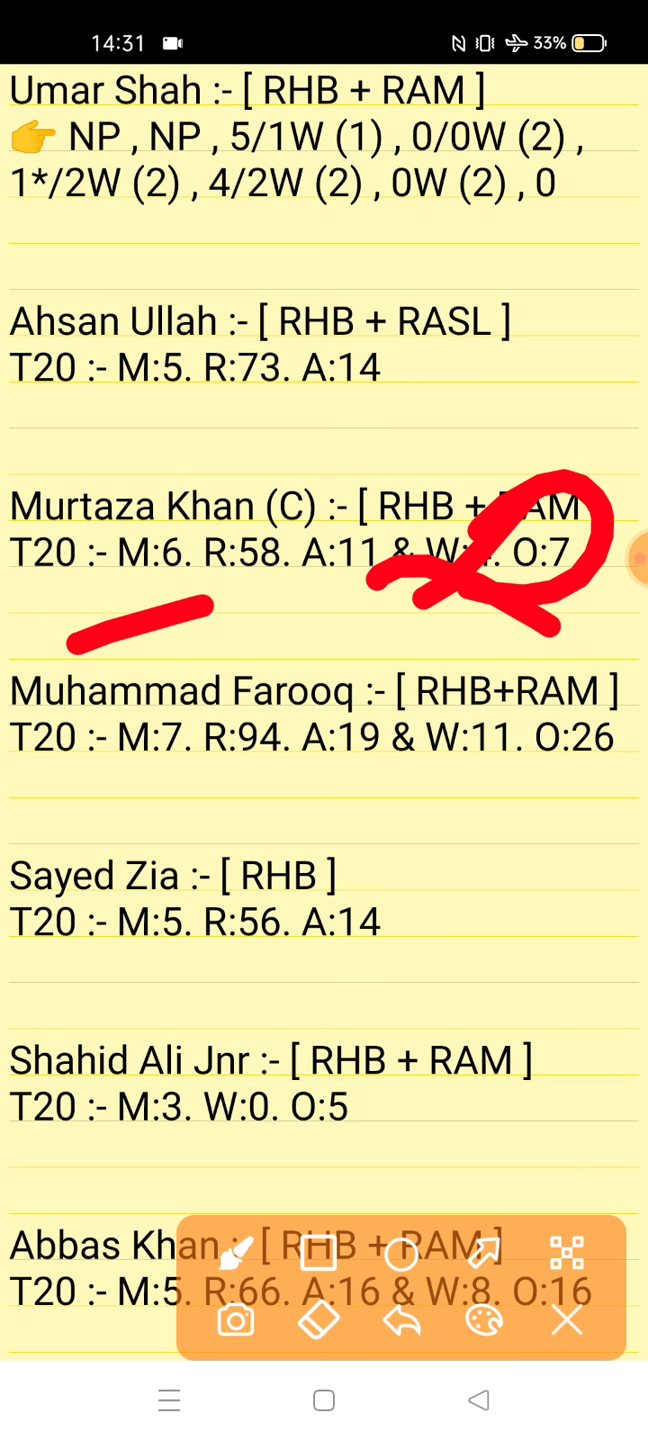 14:31
33%
Umar Shah :- [ RHB + RAM ]
👉 NP , NP , 5/1W (1) , 0/0W (2) ,
1*/2W (2) , 4/2W (2) , 0W (2) , 0
Ahsan Ullah :- [ RHB + RASL ]
T20 :- M:5. R:73. A:14
Murtaza Khan (C) :- [ RHB +
T20 :- M:6. R:58. A:11 & O:7
Muhammad Farooq :- [ RHB+RAM ]
T20 :- M:7. R:94. A:19 & W:11. O:26
Sayed Zia :- [ RHB ]
T20 :- M:5. R:56. A:14
Shahid Ali Jnr :- [ RHB + RAM ]
T20 :- M:3. W:0. O:5
Abbas Khan :- [ RHB + RAM ]
T20 :- M:5. R:66. A:16 & W:8. O:16